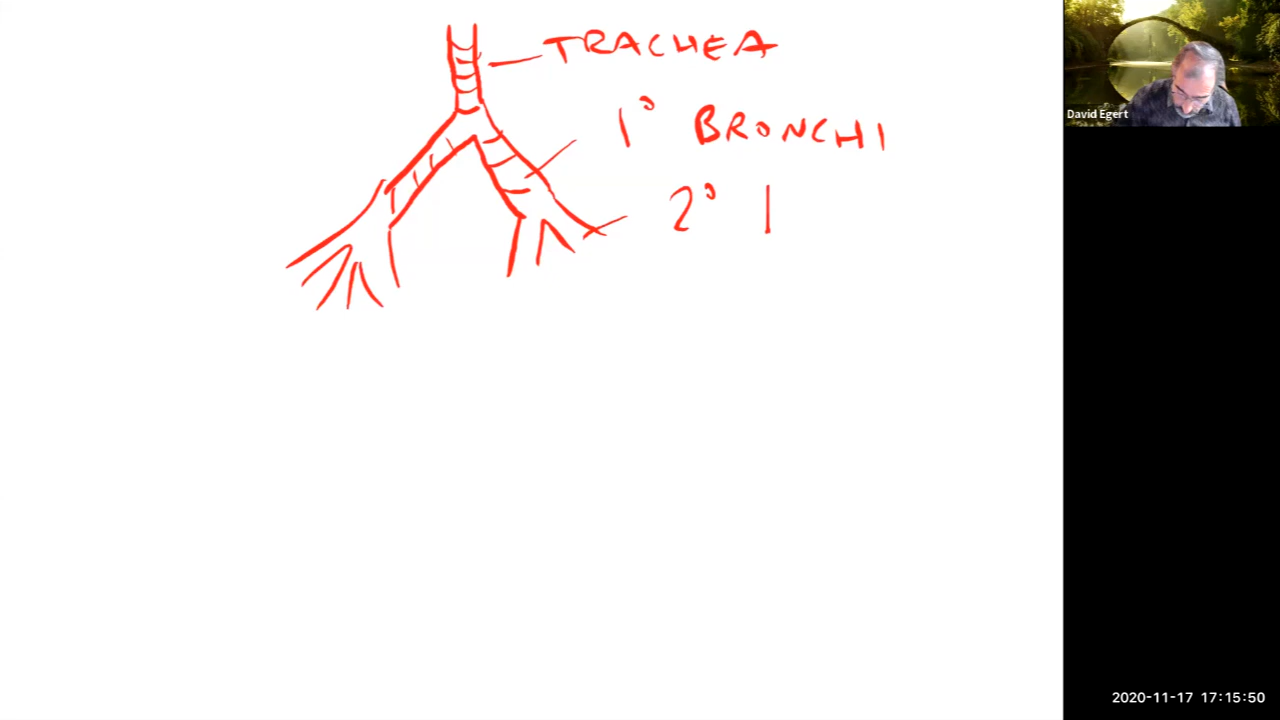 TRACHEA
1° BRONCHI
2°
David Egert
2020-11-17 17:15:50